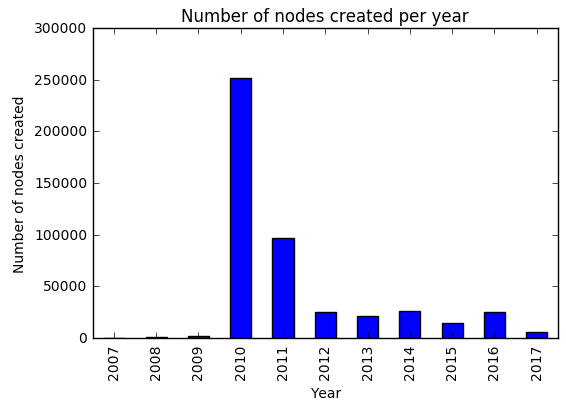 Number of nodes created per year
300000
250000
200000
150000
100000
50000
0
Number of nodes created
2007 2008 2009 2010 2011 2012 2013 2014 2015 2016 2017
Year